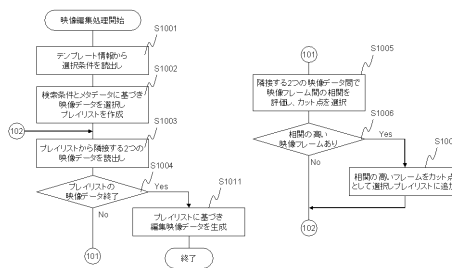 映像編集処理開始
S1001
テンプレート情報から
選択条件を読出し
S1002
検索条件とメタデータに基づき
映像データを選択し
プレイリストを作成
102
S1003
プレイリストから隣接する2つの
映像データを読出し
S1004
プレイリストの
映像データ終了
Yes
No
S1011
プレイリストに基づき
編集映像データを生成
101
終了
101
S1005
隣接する2つの映像データ間で
映像フレーム間の相関を
評価し、カット点を選択
S1006
相関の高い
映像フレームあり
Yes
No
S100
相関の高いフレームをカット点
として選択しプレイリストに追加
102